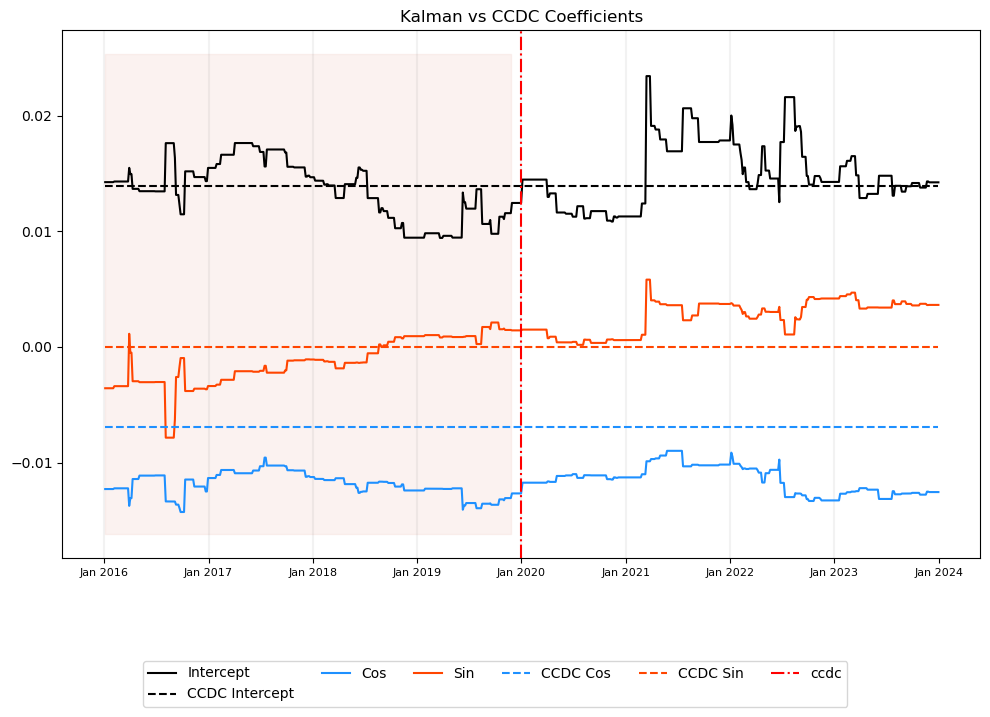 Kalman vs CCDC Coefficients
0.02
0.01
0.00
−0.01
Jan 2016 Jan 2017 Jan 2018 Jan 2019 Jan 2020 Jan 2021 Jan 2022 Jan 2023 Jan 2024
Intercept Cos Sin CCDC Cos CCDC Sin ccdc
CCDC Intercept